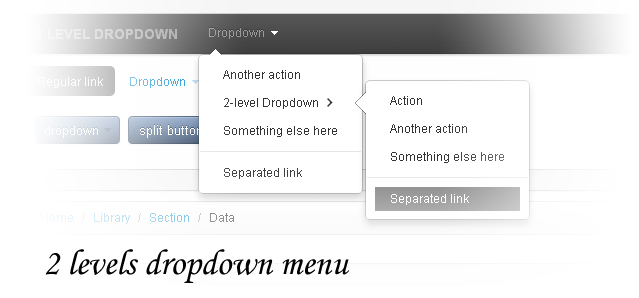 LEVEL DROPDOWN Dropdown
Another action
2-level Dropdown
Something else here
Separated link
Action
Another action
Something else here
Separated link
Regular link Dropdown
dropdown split button
Home / Library / Section / Data
2 levels dropdown menu